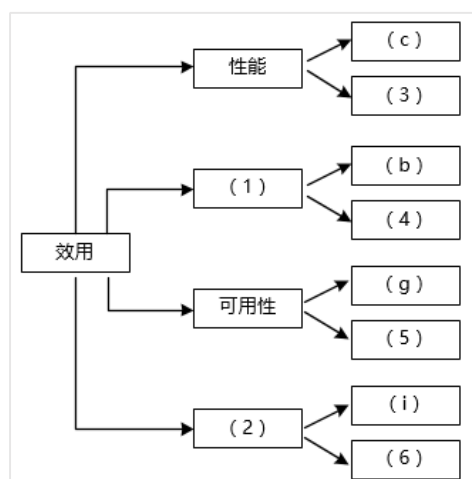 效用
性能
（c）
（3）
（1）
（b）
（4）
可用性
（g）
（5）
（2）
（i）
（6）